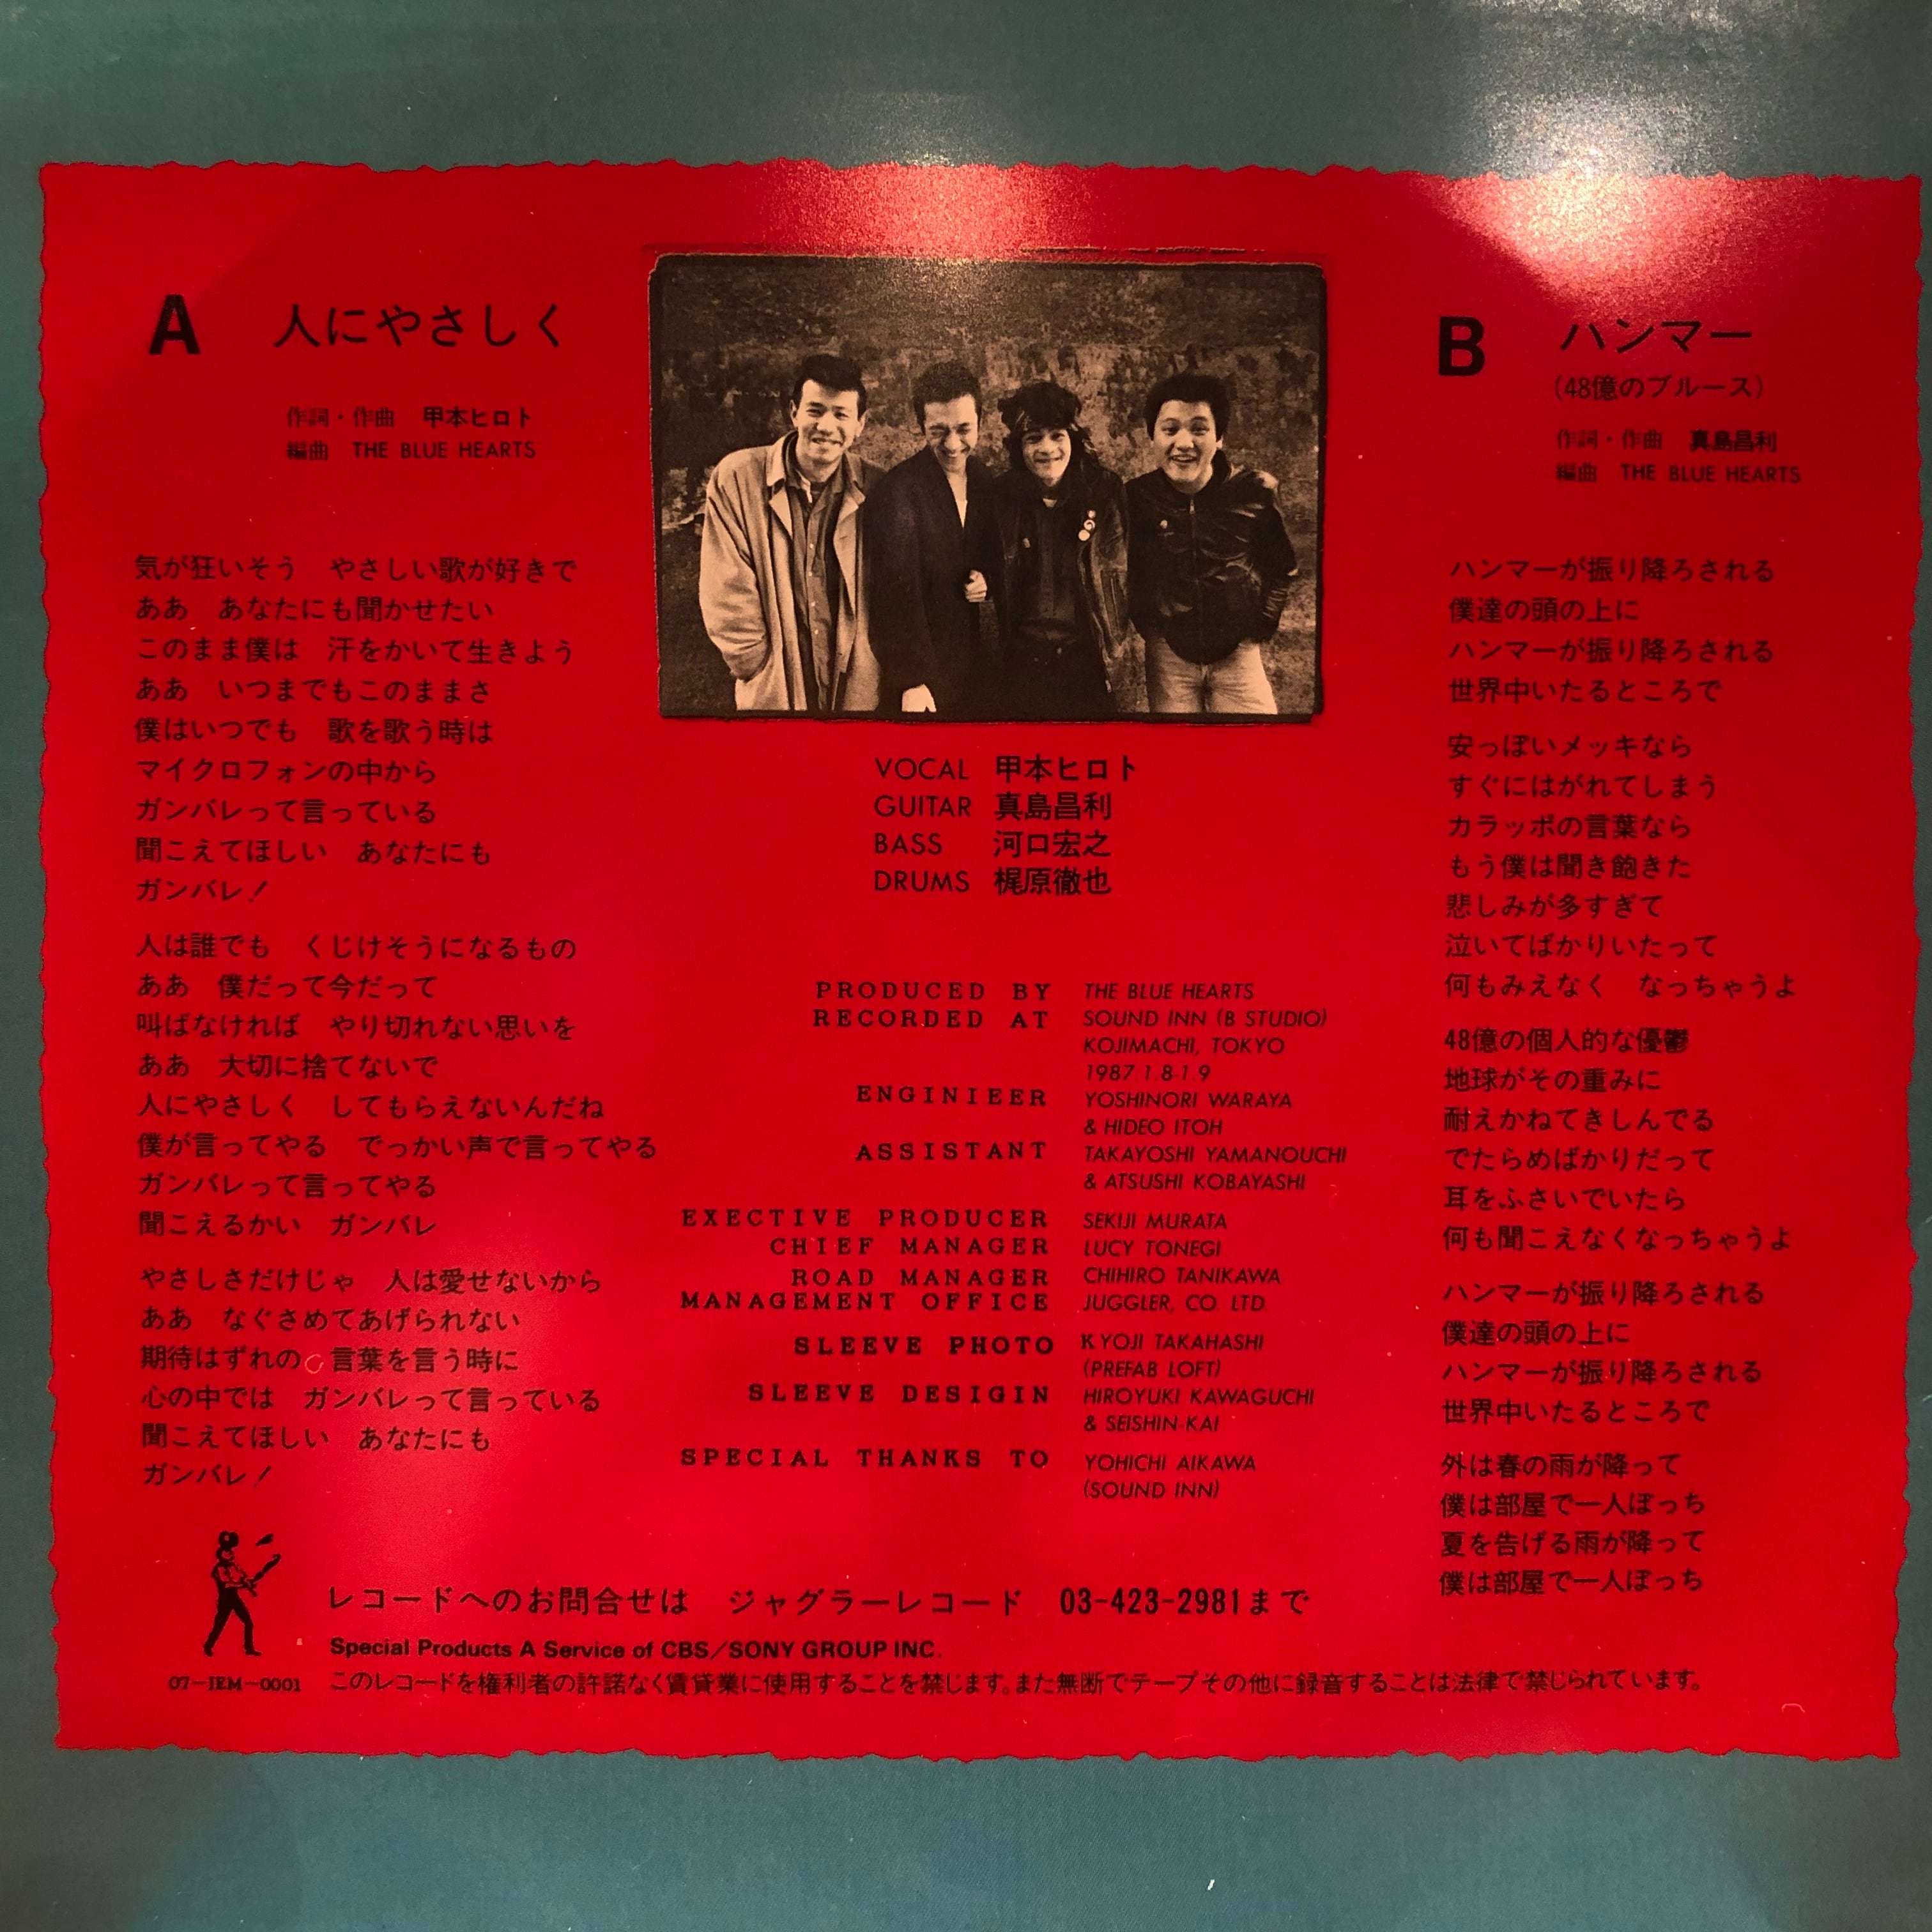 A 人にやさしく
作詞・作曲 甲本ヒロト
編曲 THE BLUE HEARTS
気が狂いそう やさしい歌が好きで
ああ あなたにも聞かせたい
このまま僕は 汗をかいて生きよう
ああ いつまでもこのままさ
僕はいつでも 歌を歌う時は
マイクロフォンの中から
ガンバレって言っている
聞こえてほしい あなたにも
ガンバレ!
人は誰でも くじけそうになるもの
ああ 僕だって今だって
叫ばなければ やり切れない思いを
ああ 大切に捨てないで
人にやさしく してもらえないんだね
僕が言ってやる でっかい声で言ってやる
ガンバレって言ってやる
聞こえるかい ガンバレ
やさしさだけじゃ 人は愛せないから
ああ なぐさめてあげられない
期待はずれの 言葉を言う時に
心の中では ガンバレって言っている
聞こえてほしい あなたにも
ガンバレ!
VOCAL 甲本ヒロト
GUITAR 真島昌利
BASS 河口宏之
DRUMS 梶原徹也
PRODUCED BY THE BLUE HEARTS
RECORDED AT SOUND INN (B STUDIO)
KOJIMACHI, TOKYO
1987.1.8-1.9
ENGINIEER YOSHINORI WARAYA
& HIDEO ITOH
ASSISTANT TAKAYOSHI YAMANOUCHI
& ATSUSHI KOBAYASHI
EXECTIVE PRODUCER SEKIJI MURATA
CHIEF MANAGER LUCY TONEGI
ROAD MANAGER CHIHIRO TANIKAWA
MANAGEMENT OFFICE JUGGLER, CO. LTD.
SLEEVE PHOTO KYOJI TAKAHASHI
(PREFAB LOFT)
SLEEVE DESIGIN HIROYUKI KAWAGUCHI
& SEISHIN-KAI
SPECIAL THANKS TO YOHICHI AIKAWA
(SOUND INN)
B ハンマー
(48億のブルース)
作詞・作曲 真島昌利
編曲 THE BLUE HEARTS
ハンマーが振り降ろされる
僕達の頭の上に
ハンマーが振り降ろされる
世界中いたるところで
安っぽいメッキなら
すぐにはがれてしまう
カラッポの言葉なら
もう僕は聞き飽きた
悲しみが多すぎて
泣いてばかりいたって
何もみえなく なっちゃうよ
48億の個人的な憂鬱
地球がその重みに
耐えかねてきしんでる
でたらめばかりだって
耳をふさいでいたら
何も聞こえなくなっちゃうよ
ハンマーが振り降ろされる
僕達の頭の上に
ハンマーが振り降ろされる
世界中いたるところで
外は春の雨が降って
僕は部屋で一人ぼっち
夏を告げる雨が降って
僕は部屋で一人ぼっち
レコードへのお問合せは ジャグラーレコード 03-423-2981まで
Special Products A Service of CBS/SONY GROUP INC.
07-JEM-0001 このレコードを権利者の許諾なく賃貸業に使用することを禁じます。また無断でテープその他に録音することは法律で禁じられています。